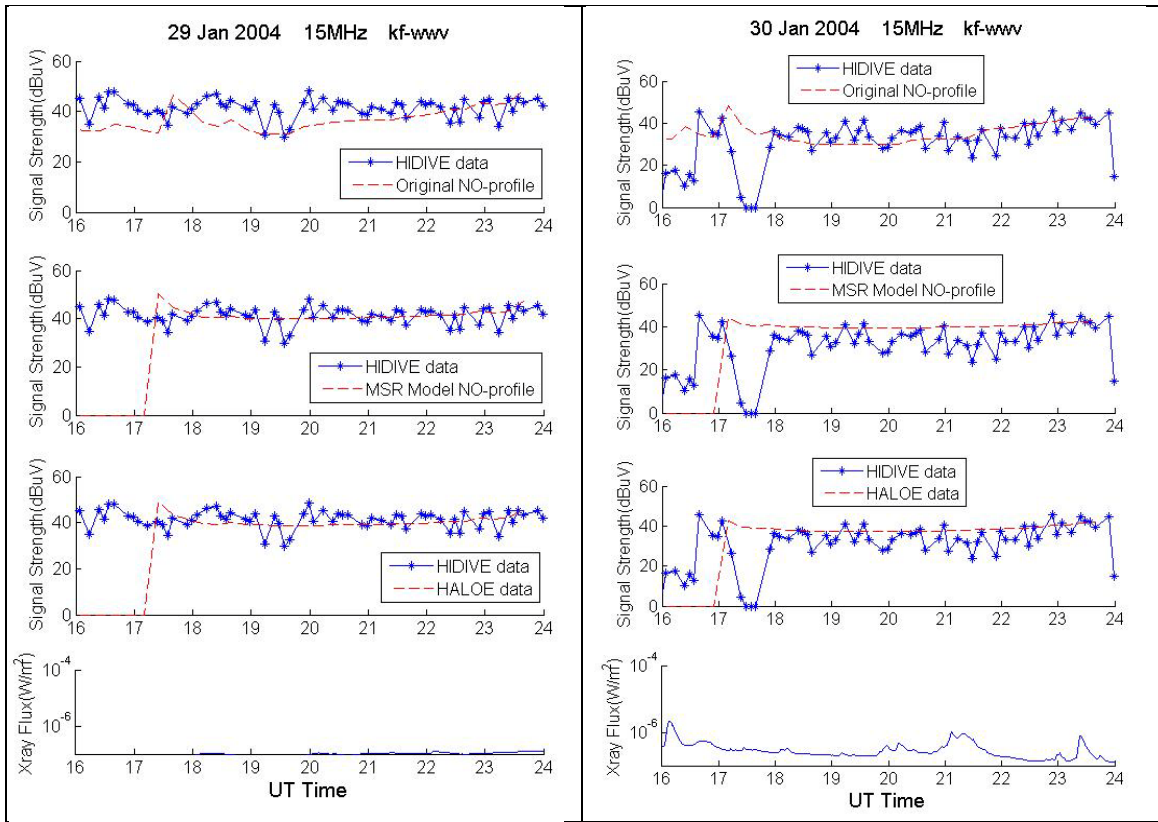 29 Jan 2004 15MHz kf-wwv
Signal Strength(dBuV)
60
40
20
0
HIDIVE data
Original NO-profile
16 17 18 19 20 21 22 23 24
Signal Strength(dBuV)
60
40
20
0
HIDIVE data
MSR Model NO-profile
16 17 18 19 20 21 22 23 24
Signal Strength(dBuV)
60
40
20
0
HIDIVE data
HALOE data
16 17 18 19 20 21 22 23 24
Xray Flux(W/m²)
10⁻⁴
10⁻⁶
16 17 18 19 20 21 22 23 24
UT Time
30 Jan 2004 15MHz kf-wwv
HIDIVE data
Original NO-profile
Signal Strength(dBuV)
60
40
20
0
16 17 18 19 20 21 22 23 24
HIDIVE data
MSR Model NO-profile
Signal Strength(dBuV)
60
40
20
0
16 17 18 19 20 21 22 23 24
HIDIVE data
HALOE data
Signal Strength(dBuV)
60
40
20
0
16 17 18 19 20 21 22 23 24
Xray Flux(W/m²)
10⁻⁴
10⁻⁶
16 17 18 19 20 21 22 23 24
UT Time